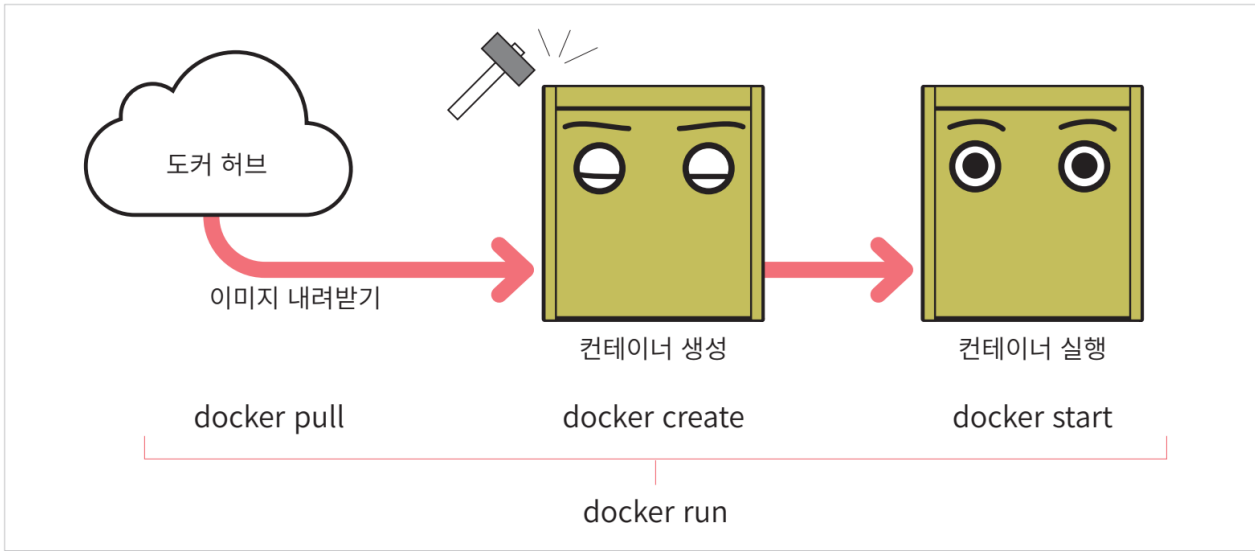 도커 허브
이미지 내려받기
컨테이너 생성
컨테이너 실행
docker pull
docker create
docker start
docker run